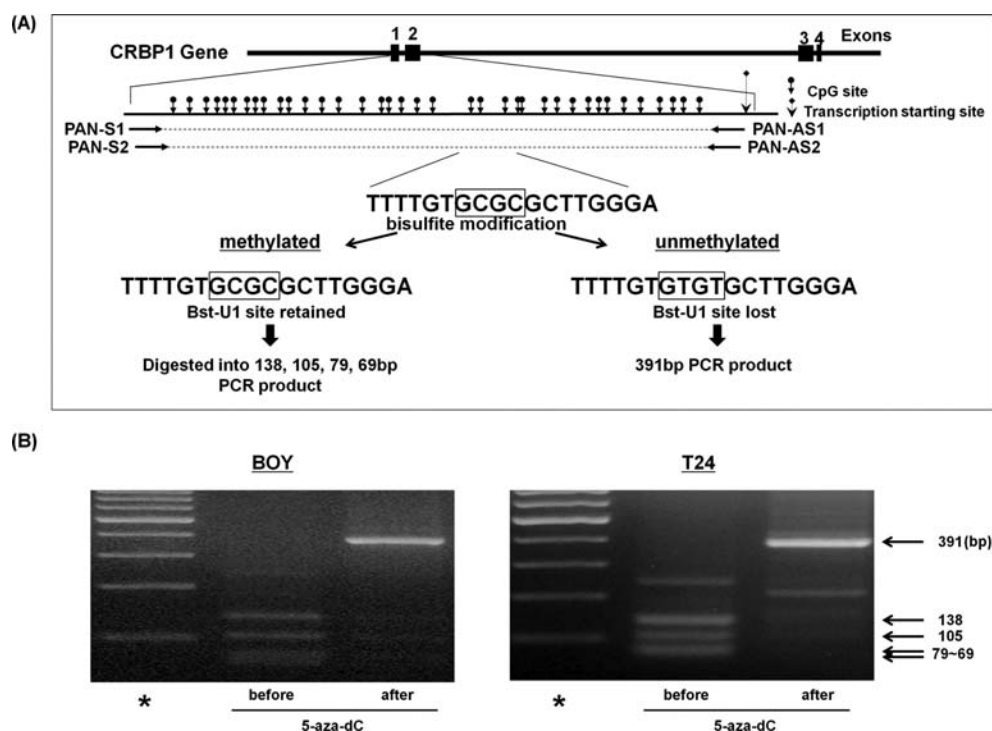 (A)
1 2 3 4 Exons
CRBP1 Gene
CpG site
Transcription starting site
PAN-S1 PAN-AS1
PAN-S2 PAN-AS2
TTTTGTGCGCGCTTGGGA
bisulfite modification
methylated unmethylated
TTTTGTGCGCGCTTGGGA TTTTGTGTGTGCTTGGGA
Bst-U1 site retained Bst-U1 site lost
Digested into 138, 105, 79, 69bp 391bp PCR product
PCR product
(B)
BOY T24
391(bp)
138
105
79~69
* before after * before after
5-aza-dC 5-aza-dC